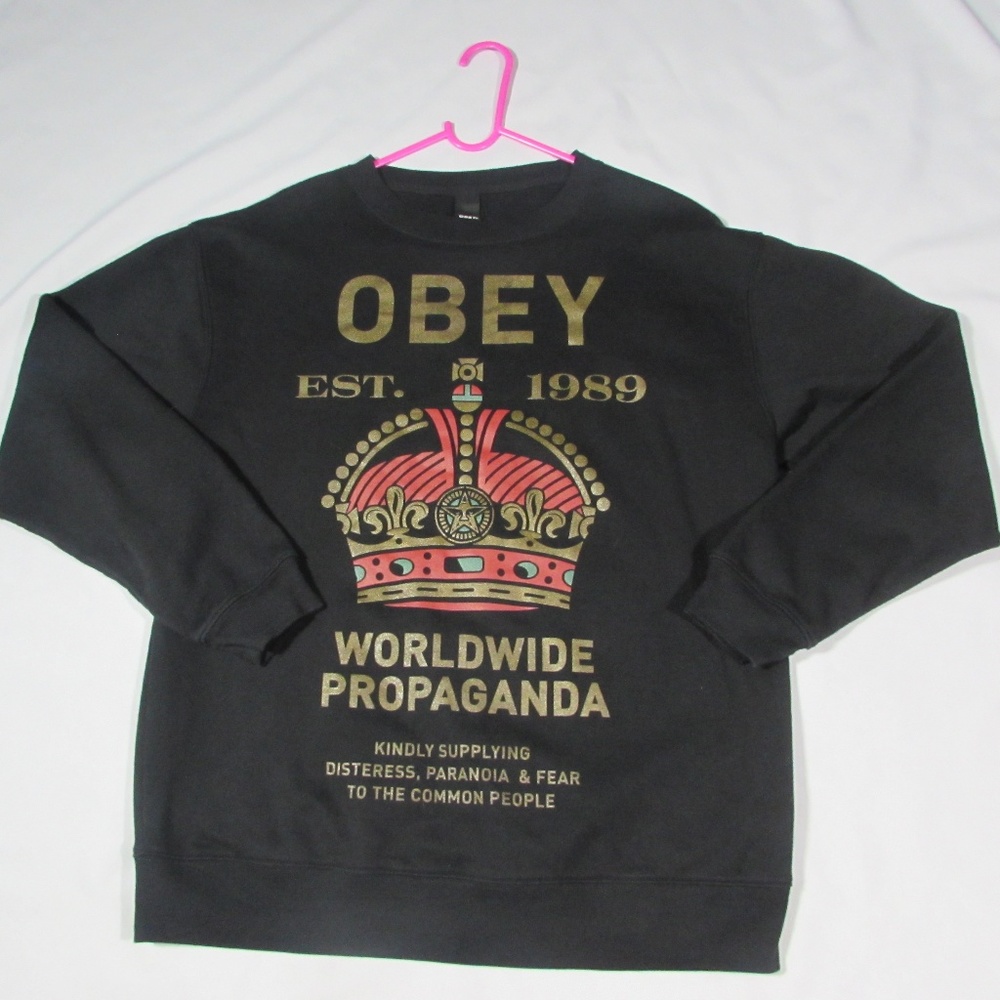 OBEY
EST. 1989
WORLDWIDE
PROPAGANDA
KINDLY SUPPLYING
DISTERESS, PARANOIA & FEAR
TO THE COMMON PEOPLE